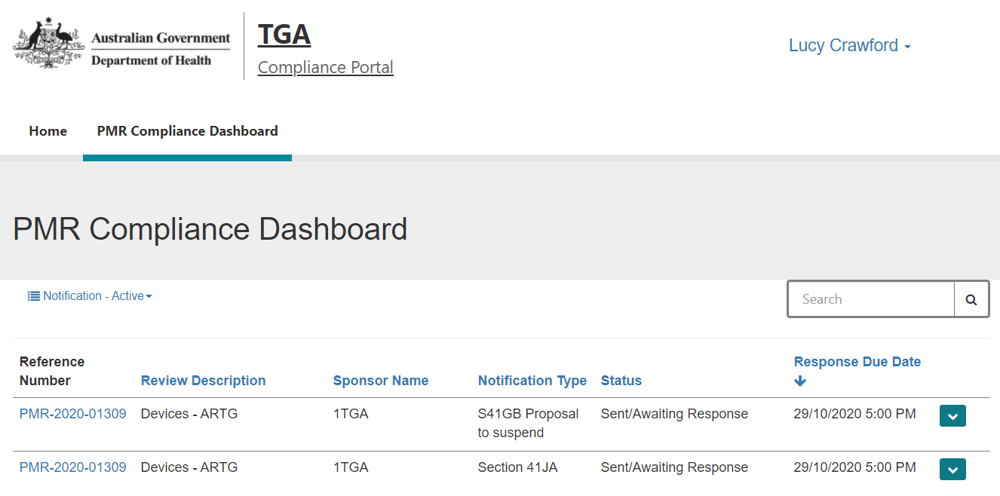 Australian Government
Department of Health
TGA
Compliance Portal
Lucy Crawford
Home
PMR Compliance Dashboard
PMR Compliance Dashboard
Notification - Active
Search
Reference Number
Review Description
Sponsor Name
Notification Type
Status
Response Due Date
PMR-2020-01309 Devices - ARTG 1TGA S41GB Proposal to suspend Sent/Awaiting Response 29/10/2020 5:00 PM
PMR-2020-01309 Devices - ARTG 1TGA Section 41JA Sent/Awaiting Response 29/10/2020 5:00 PM